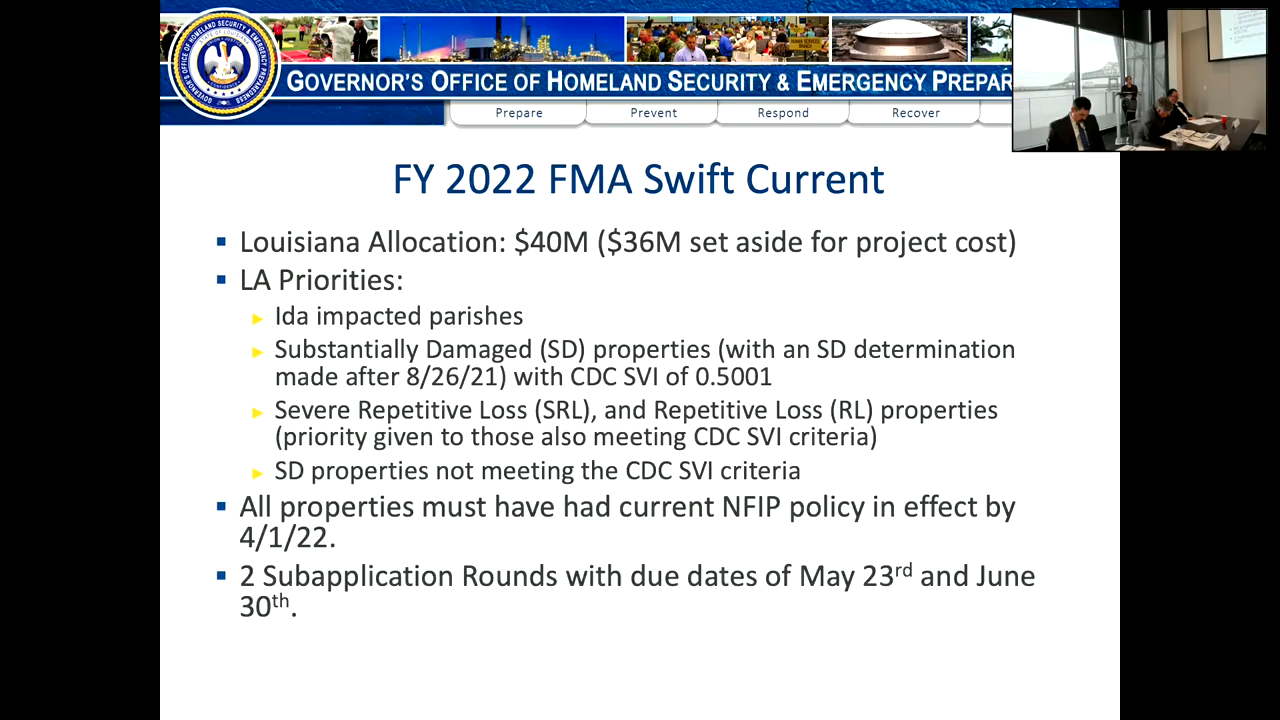 GOVERNOR'S OFFICE OF HOMELAND SECURITY & EMERGENCY PREPAR
Prepare
Prevent
Respond
Recover
FY 2022 FMA Swift Current
Louisiana Allocation: $40M ($36M set aside for project cost)
LA Priorities:
Ida impacted parishes
Substantially Damaged (SD) properties (with an SD determination
made after 8/26/21) with CDC SVI of 0.5001
Severe Repetitive Loss (SRL), and Repetitive Loss (RL) properties
(priority given to those also meeting CDC SVI criteria)
SD properties not meeting the CDC SVI criteria
All properties must have had current NFIP policy in effect by
4/1/22.
2 Subapplication Rounds with due dates of May 23rd and June
30th.